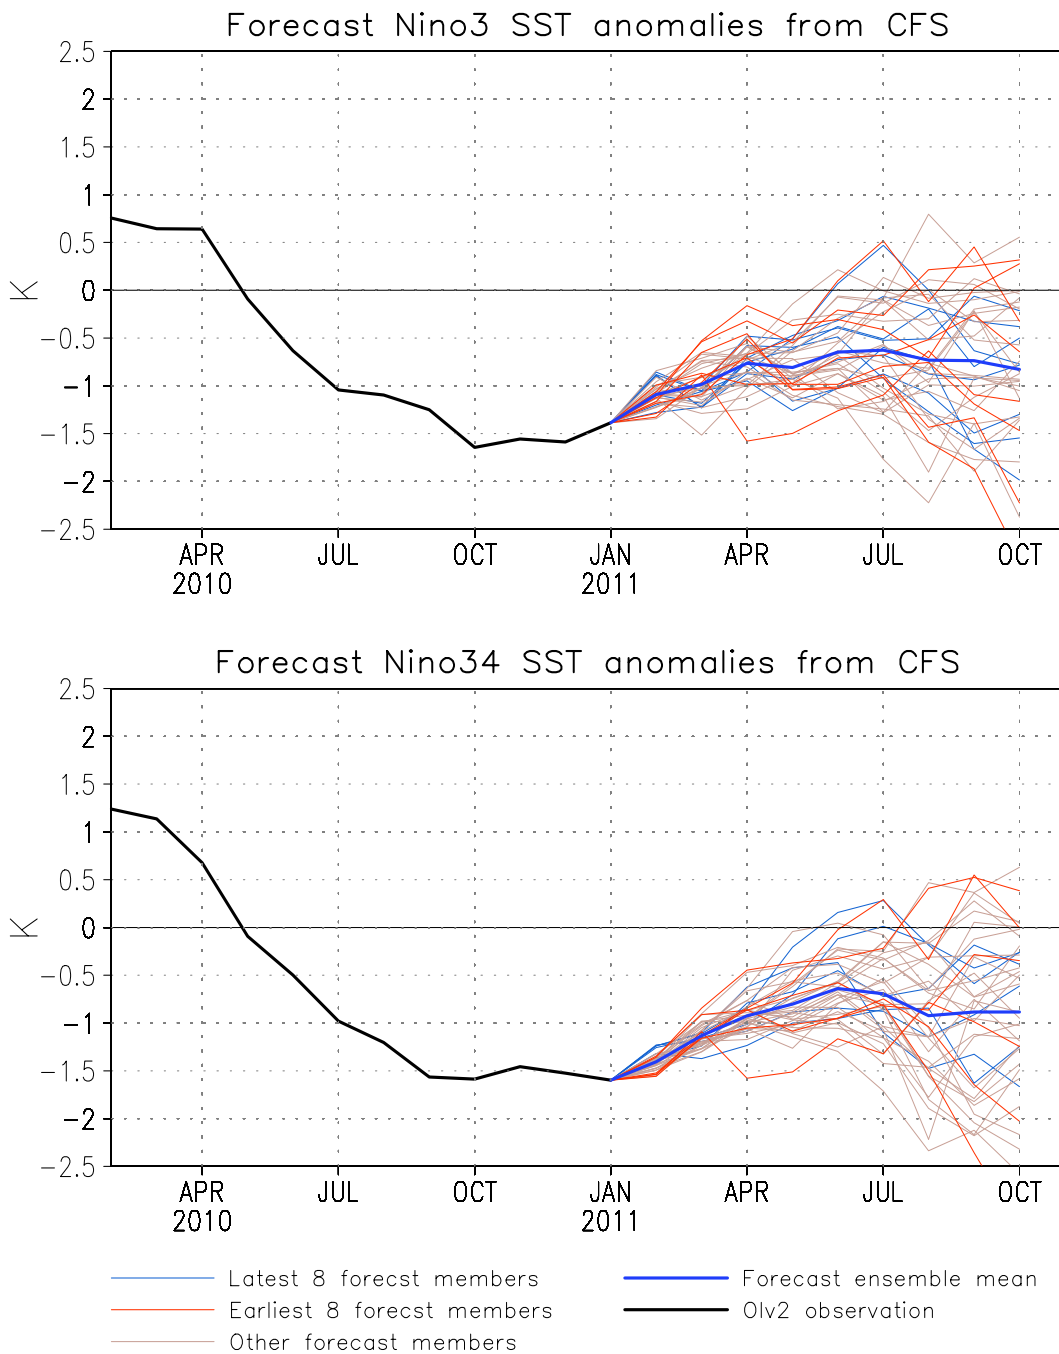 Forecast Nino3 SST anomalies from CFS
2.5
2
1.5
1
0.5
0
-0.5
-1
-1.5
-2
-2.5
K
APR JUL OCT JAN APR JUL OCT
2010 2011
Forecast Nino34 SST anomalies from CFS
2.5
2
1.5
1
0.5
0
-0.5
-1
-1.5
-2
-2.5
K
APR JUL OCT JAN APR JUL OCT
2010 2011
Latest 8 forecst members Forecast ensemble mean
Earliest 8 forecst members OIv2 observation
Other forecast members